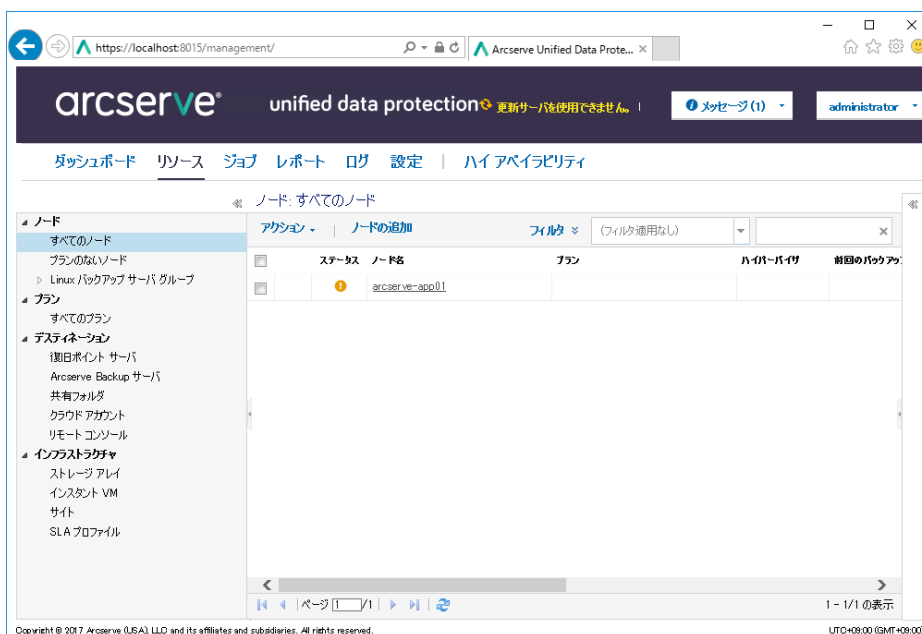 https://localhost:8015/management/
Arcserve Unified Data Prote...
arcserve® unified data protection 更新サーバを使用できません。 | メッセージ(1) administrator
ダッシュボード リソース ジョブ レポート ログ 設定 | ハイ アベイラビリティ
ノード: すべてのノード
ノード
すべてのノード
プランのないノード
Linux バックアップ サーバ グループ
プラン
すべてのプラン
デスティネーション
復旧ポイント サーバ
Arcserve Backup サーバ
共有フォルダ
クラウド アカウント
リモート コンソール
インフラストラクチャ
ストレージ アレイ
インスタント VM
サイト
SLA プロファイル
アクション | ノードの追加 フィルタ (フィルタ適用なし)
ステータス ノード名 プラン ハイパーバイザ 前回のバックアッ
arcserve-app01
ページ 1 /1
1 - 1/1 の表示
Copyright © 2017 Arcserve (USA), LLC and its affiliates and subsidiaries. All rights reserved.
UTC+09:00 (GMT+09:00)